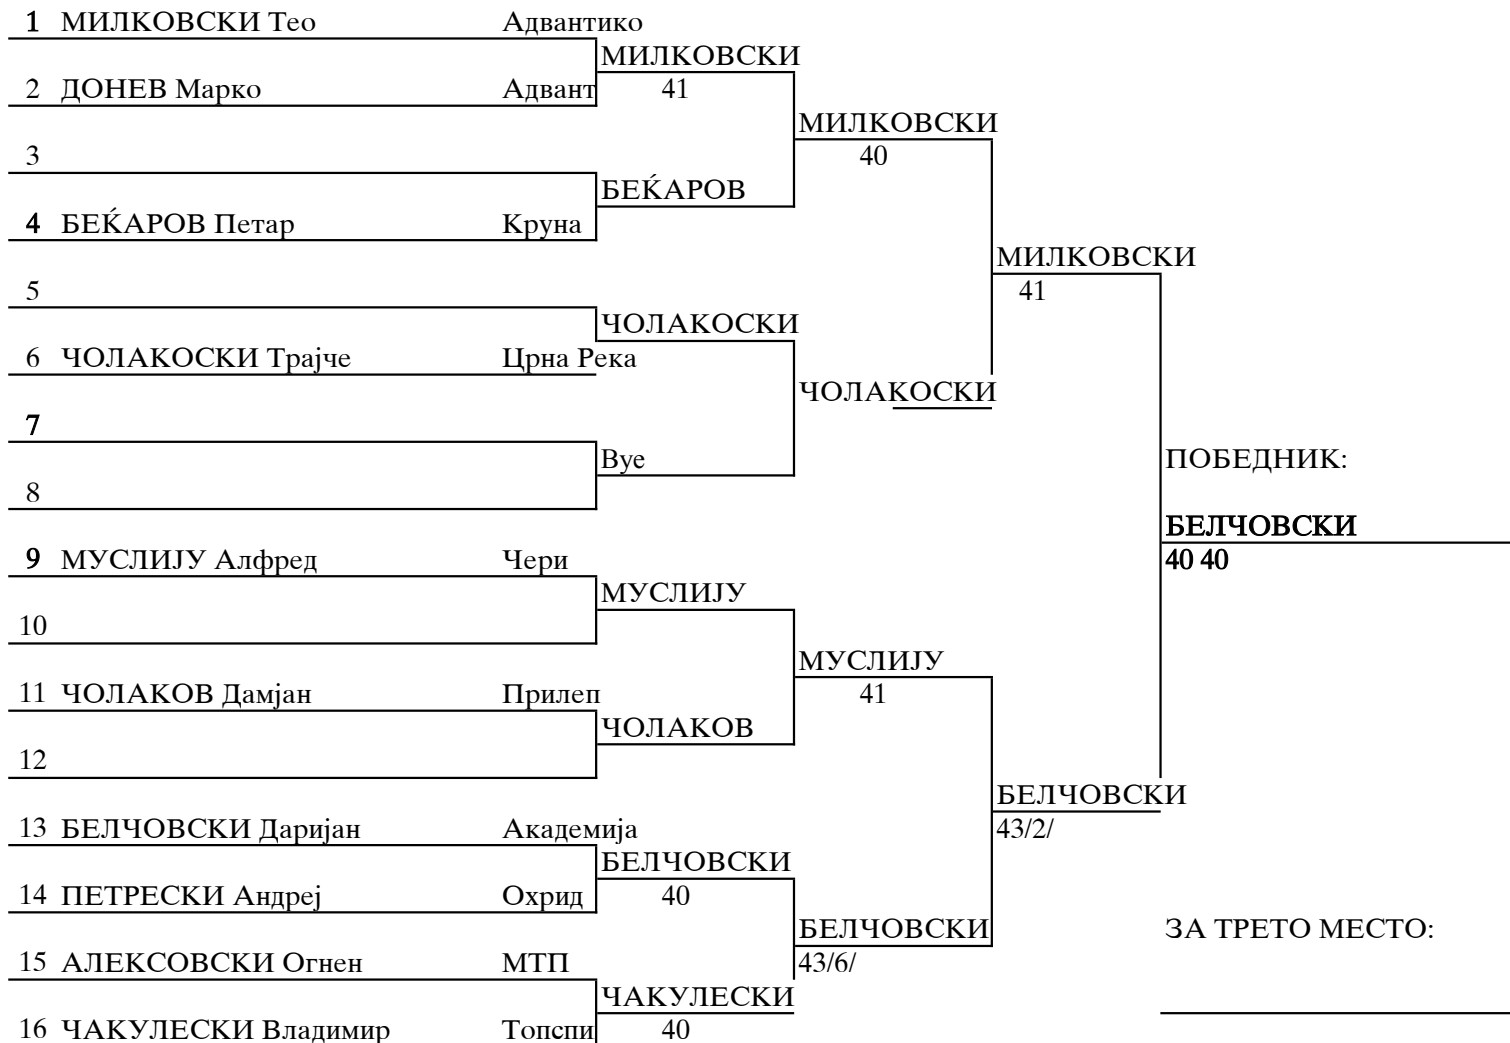 1 МИЛКОВСКИ Тео Адвантико
МИЛКОВСКИ
2 ДОНЕВ Марко Адвант 41
МИЛКОВСКИ
3 40
БЕЌАРОВ
4 БЕЌАРОВ Петар Круна
МИЛКОВСКИ
5 41
ЧОЛАКОСКИ
6 ЧОЛАКОСКИ Трајче Црна Река
ЧОЛАКОСКИ
7
Вуе ПОБЕДНИК:
8
БЕЛЧОВСКИ
9 МУСЛИЈУ Алфред Чери 40 40
МУСЛИЈУ
10
МУСЛИЈУ
11 ЧОЛАКОВ Дамјан Прилеп 41
ЧОЛАКОВ
12
БЕЛЧОВСКИ
13 БЕЛЧОВСКИ Даријан Академија 43/2/
БЕЛЧОВСКИ
14 ПЕТРЕСКИ Андреј Охрид 40
БЕЛЧОВСКИ ЗА ТРЕТО МЕСТО:
15 АЛЕКСОВСКИ Огнен МТП 43/6/
ЧАКУЛЕСКИ
16 ЧАКУЛЕСКИ Владимир Топспи 40